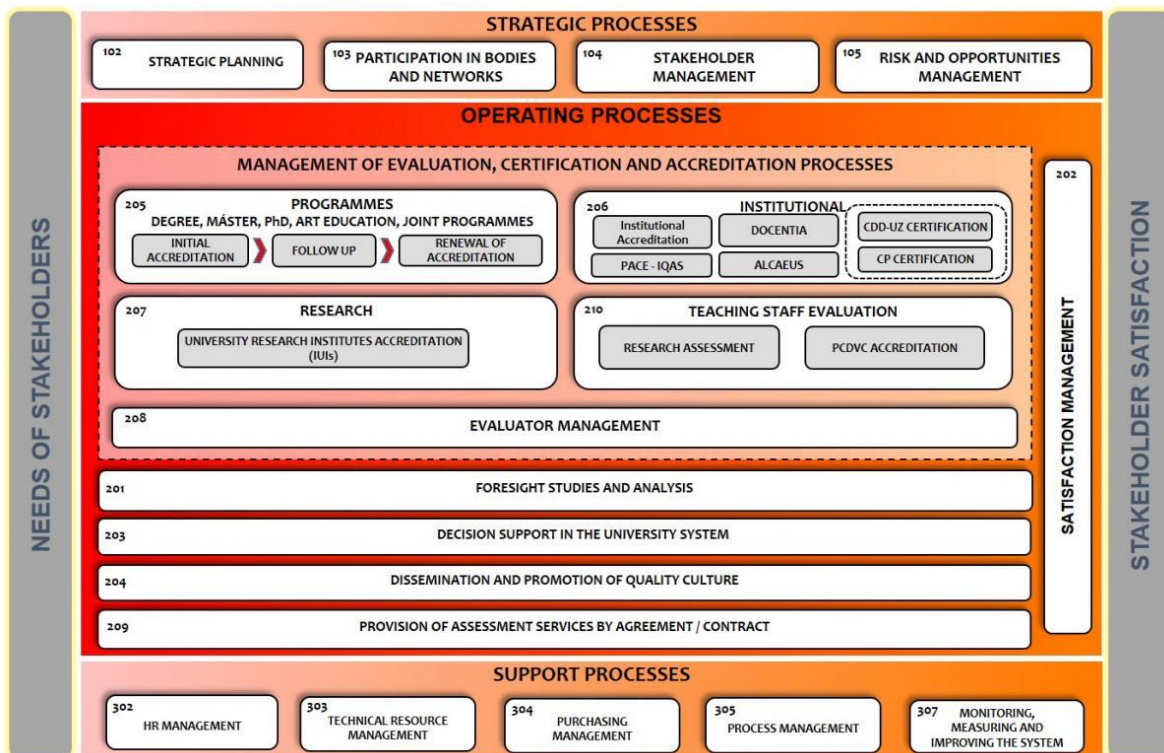 NEEDS OF STAKEHOLDERS
STRATEGIC PROCESSES
102
STRATEGIC PLANNING
103 PARTICIPATION IN BODIES
AND NETWORKS
104
STAKEHOLDER
MANAGEMENT
105
RISK AND OPPORTUNITIES
MANAGEMENT
OPERATING PROCESSES
MANAGEMENT OF EVALUATION, CERTIFICATION AND ACCREDITATION PROCESSES
205
PROGRAMMES
DEGREE, MÁSTER, PhD, ART EDUCATION, JOINT PROGRAMMES
INITIAL
ACCREDITATION
FOLLOW UP
RENEWAL OF
ACCREDITATION
206
INSTITUTIONAL
Institutional
Accreditation
DOCENTIA
CDD-UZ CERTIFICATION
PACE - IQAS
ALCAEUS
CP CERTIFICATION
207
RESEARCH
UNIVERSITY RESEARCH INSTITUTES ACCREDITATION
(IUIs)
210
TEACHING STAFF EVALUATION
RESEARCH ASSESSMENT
PCDVC ACCREDITATION
208
EVALUATOR MANAGEMENT
201
FORESIGHT STUDIES AND ANALYSIS
203
DECISION SUPPORT IN THE UNIVERSITY SYSTEM
204
DISSEMINATION AND PROMOTION OF QUALITY CULTURE
209
PROVISION OF ASSESSMENT SERVICES BY AGREEMENT / CONTRACT
202
SATISFACTION MANAGEMENT
SUPPORT PROCESSES
302
HR MANAGEMENT
303
TECHNICAL RESOURCE
MANAGEMENT
304
PURCHASING
MANAGEMENT
305
PROCESS MANAGEMENT
307
MONITORING,
MEASURING AND
IMPROVING THE SYSTEM
STAKEHOLDER SATISFACTION